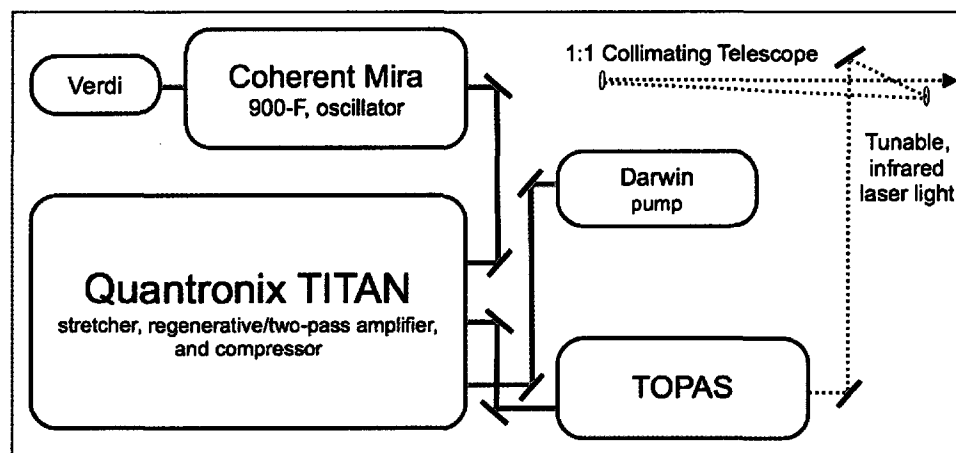 Verdi
Coherent Mira
900-F, oscillator
1:1 Collimating Telescope
Tunable,
infrared
laser light
Darwin
pump
Quantronix TITAN
stretcher, regenerative/two-pass amplifier,
and compressor
TOPAS